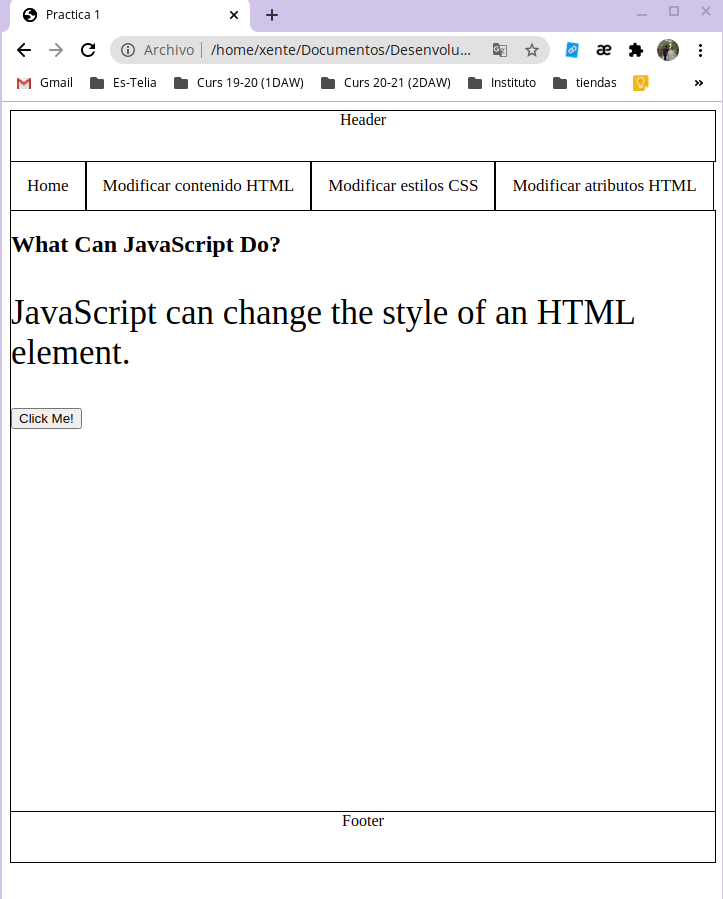 Practica 1
Archivo | /home/xente/Documentos/Desenvolu...
Gmail Es-Telia Curs 19-20 (1DAW) Curs 20-21 (2DAW) Instituto tiendas »
Header
Home Modificar contenido HTML Modificar estilos CSS Modificar atributos HTML
What Can JavaScript Do?
JavaScript can change the style of an HTML
element.
Click Me!
Footer